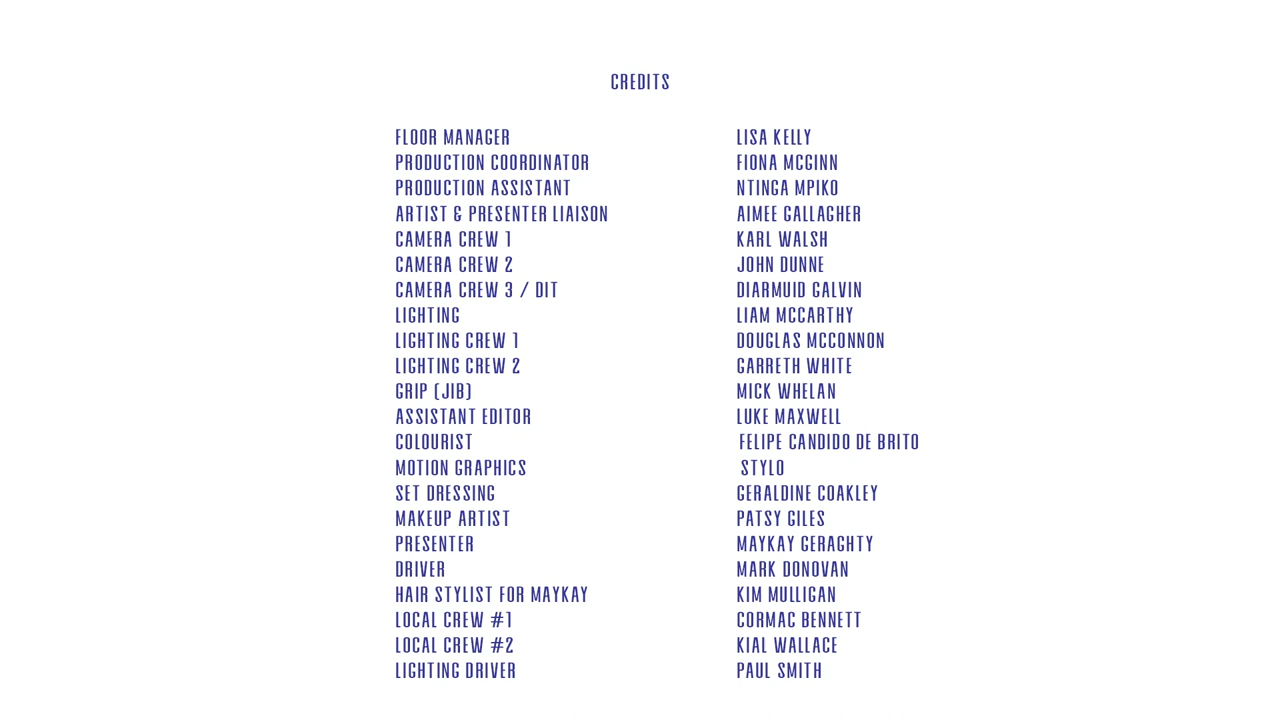 CREDITS
FLOOR MANAGER LISA KELLY
PRODUCTION COORDINATOR FIONA MCGINN
PRODUCTION ASSISTANT NTINGA MPIKO
ARTIST & PRESENTER LIAISON AIMEE GALLAGHER
CAMERA CREW 1 KARL WALSH
CAMERA CREW 2 JOHN DUNNE
CAMERA CREW 3 / DIT DIARMUID GALVIN
LIGHTING LIAM MCCARTHY
LIGHTING CREW 1 DOUGLAS MCCONNON
LIGHTING CREW 2 GARRETH WHITE
GRIP (JIB) MICK WHELAN
ASSISTANT EDITOR LUKE MAXWELL
COLOURIST FELIPE CANDIDO DE BRITO
MOTION GRAPHICS STYLO
SET DRESSING GERALDINE COAKLEY
MAKEUP ARTIST PATSY GILES
PRESENTER MAYKAY GERAGHTY
DRIVER MARK DONOVAN
HAIR STYLIST FOR MAYKAY KIM MULLIGAN
LOCAL CREW #1 CORMAC BENNETT
LOCAL CREW #2 KIAL WALLACE
LIGHTING DRIVER PAUL SMITH